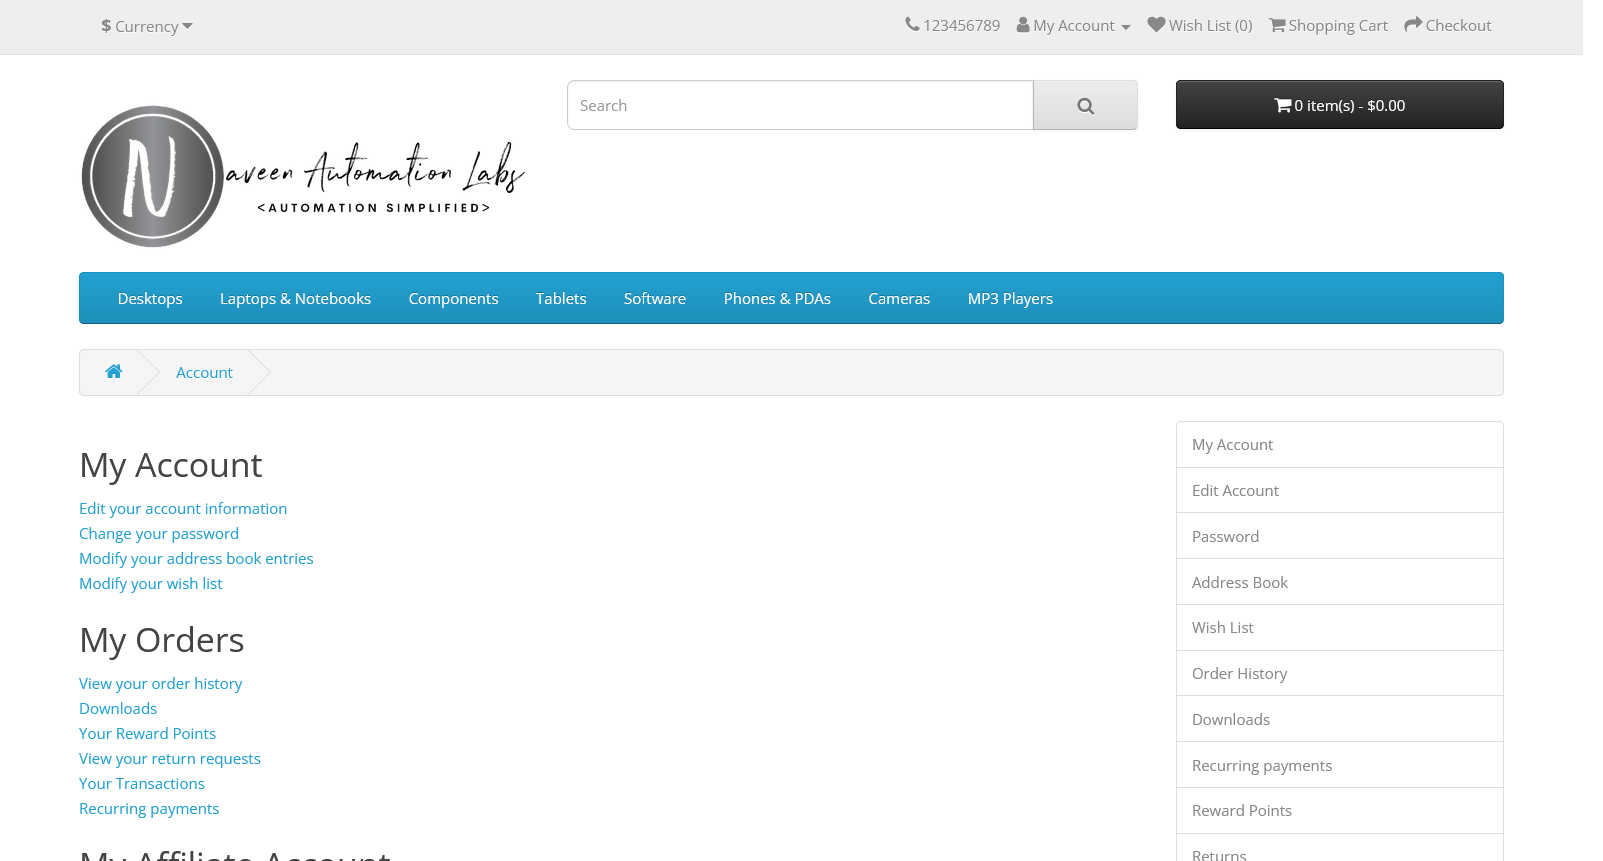 $ Currency
123456789 My Account Wish List (0) Shopping Cart Checkout
Search
0 item(s) - $0.00
N
aveen Automation Labs
<AUTOMATION SIMPLIFIED>
Desktops Laptops & Notebooks Components Tablets Software Phones & PDAs Cameras MP3 Players
Account
My Account
Edit your account information
Change your password
Modify your address book entries
Modify your wish list
My Orders
View your order history
Downloads
Your Reward Points
View your return requests
Your Transactions
Recurring payments
My Affiliate Account
My Account
Edit Account
Password
Address Book
Wish List
Order History
Downloads
Recurring payments
Reward Points
Returns